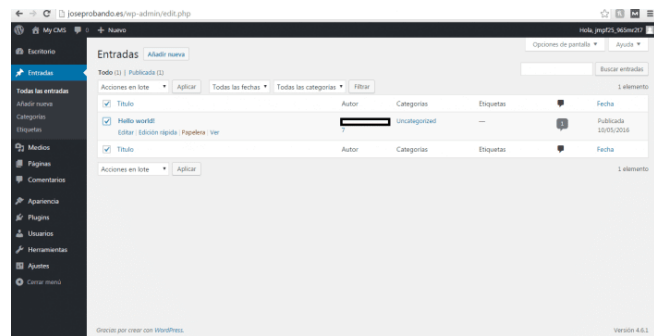 joseprobando.es/wp-admin/edit.php
My CMS 0 + Nuevo
Hola, jmpf25_965mr2t7
Opciones de pantalla ▼ Ayuda ▼
Escritorio
Entradas
Todas las entradas
Añadir nueva
Categorías
Etiquetas
Medios
Páginas
Comentarios
Apariencia
Plugins
Usuarios
Herramientas
Ajustes
Cerrar menú
Entradas Añadir nueva
Todo (1) | Publicada (1)
Buscar entradas
Acciones en lote ▼ Aplicar Todas las fechas ▼ Todas las categorías ▼ Filtrar 1 elemento
Título Autor Categorías Etiquetas Fecha
Hello world! Uncategorized — 1 Publicada
Editar | Edición rápida | Papelera | Ver 7 10/05/2016
Título Autor Categorías Etiquetas Fecha
Acciones en lote ▼ Aplicar 1 elemento
Gracias por crear con WordPress. Versión 4.6.1